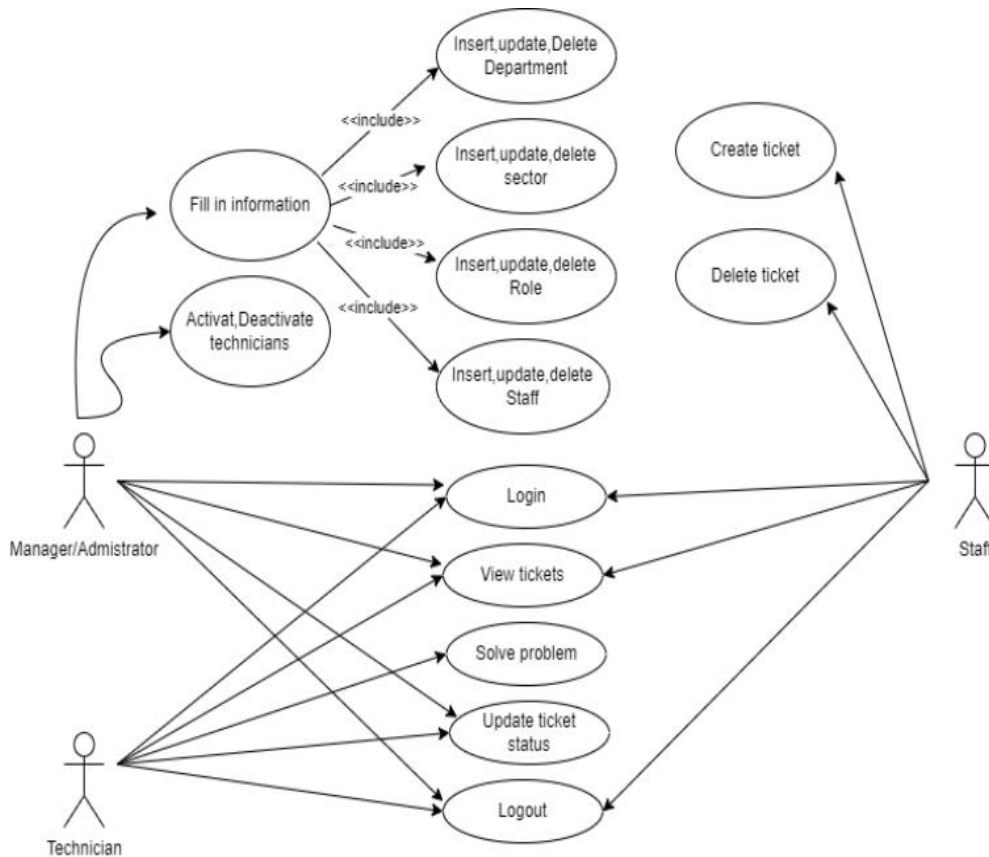 Insert,update,Delete
Department
<<include>>
Create ticket
Insert,update,delete
sector
<<include>>
Fill in information
<<include>>
Insert,update,delete
Role
Delete ticket
<<include>>
Activat,Deactivate
technicians
Insert,update,delete
Staff
Login
Manager/Admistrator
Staff
View tickets
Solve problem
Update ticket
status
Logout
Technician